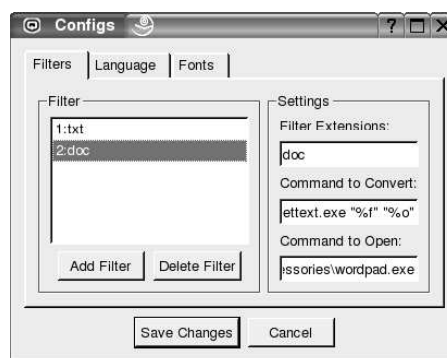 Configs
Filters
Language
Fonts
Filter
1:txt
2:doc
Add Filter
Delete Filter
Settings
Filter Extensions:
doc
Command to Convert:
ettext.exe "%f" "%o"
Command to Open:
essories\wordpad.exe
Save Changes
Cancel